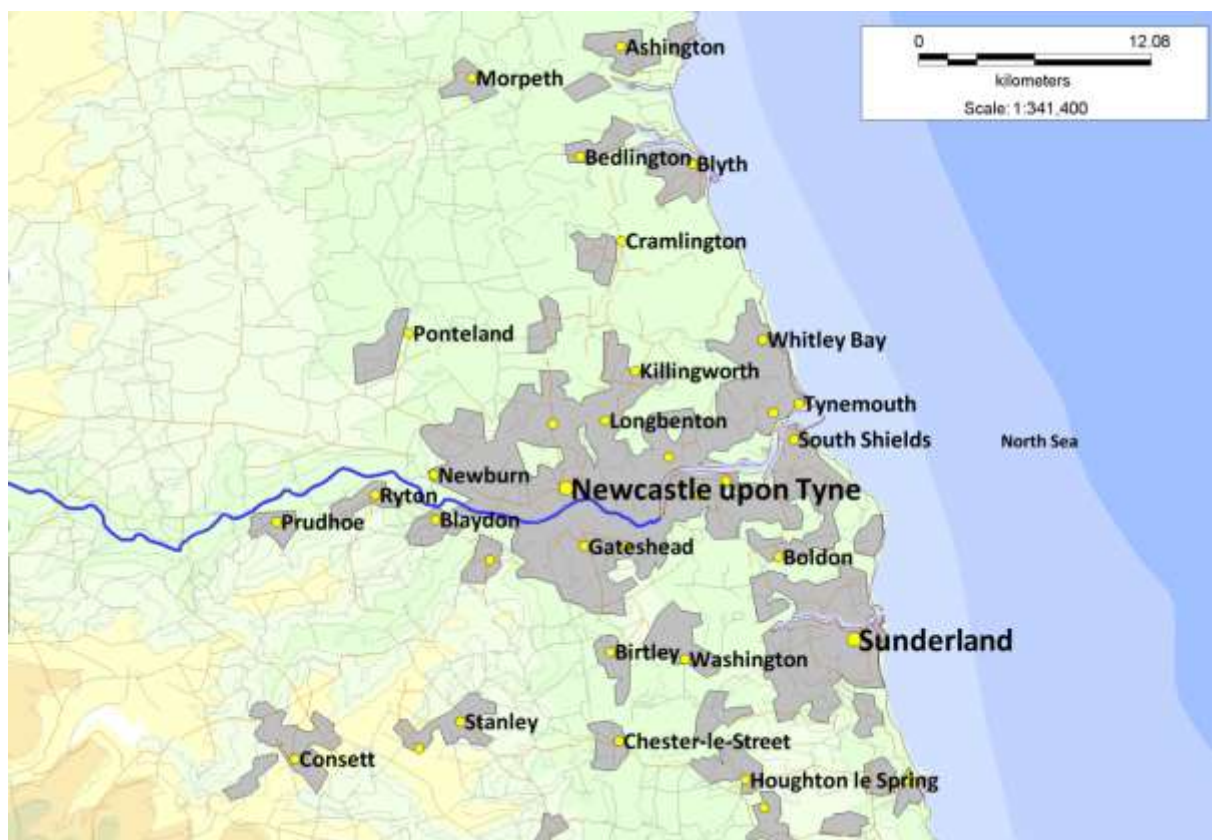 Ashington
0 12.08
kilometers
Scale: 1:341,400
Morpeth
Bedlington
Blyth
Cramlington
Ponteland
Whitley Bay
Killingworth
Tynemouth
Longbenton
South Shields
North Sea
Newburn
Newcastle upon Tyne
Ryton
Prudhoe
Blaydon
Gateshead
Boldon
Sunderland
Birtley
Washington
Stanley
Chester-le-Street
Consett
Houghton le Spring